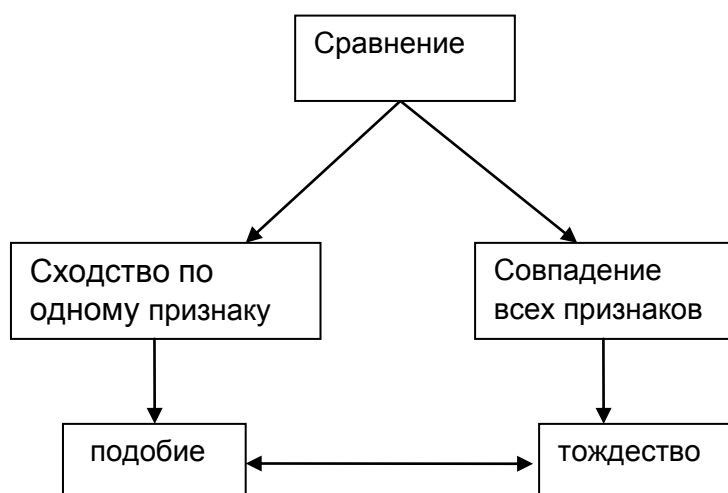 Сравнение
Сходство по
одному признаку
Совпадение
всех признаков
подобие
тождество